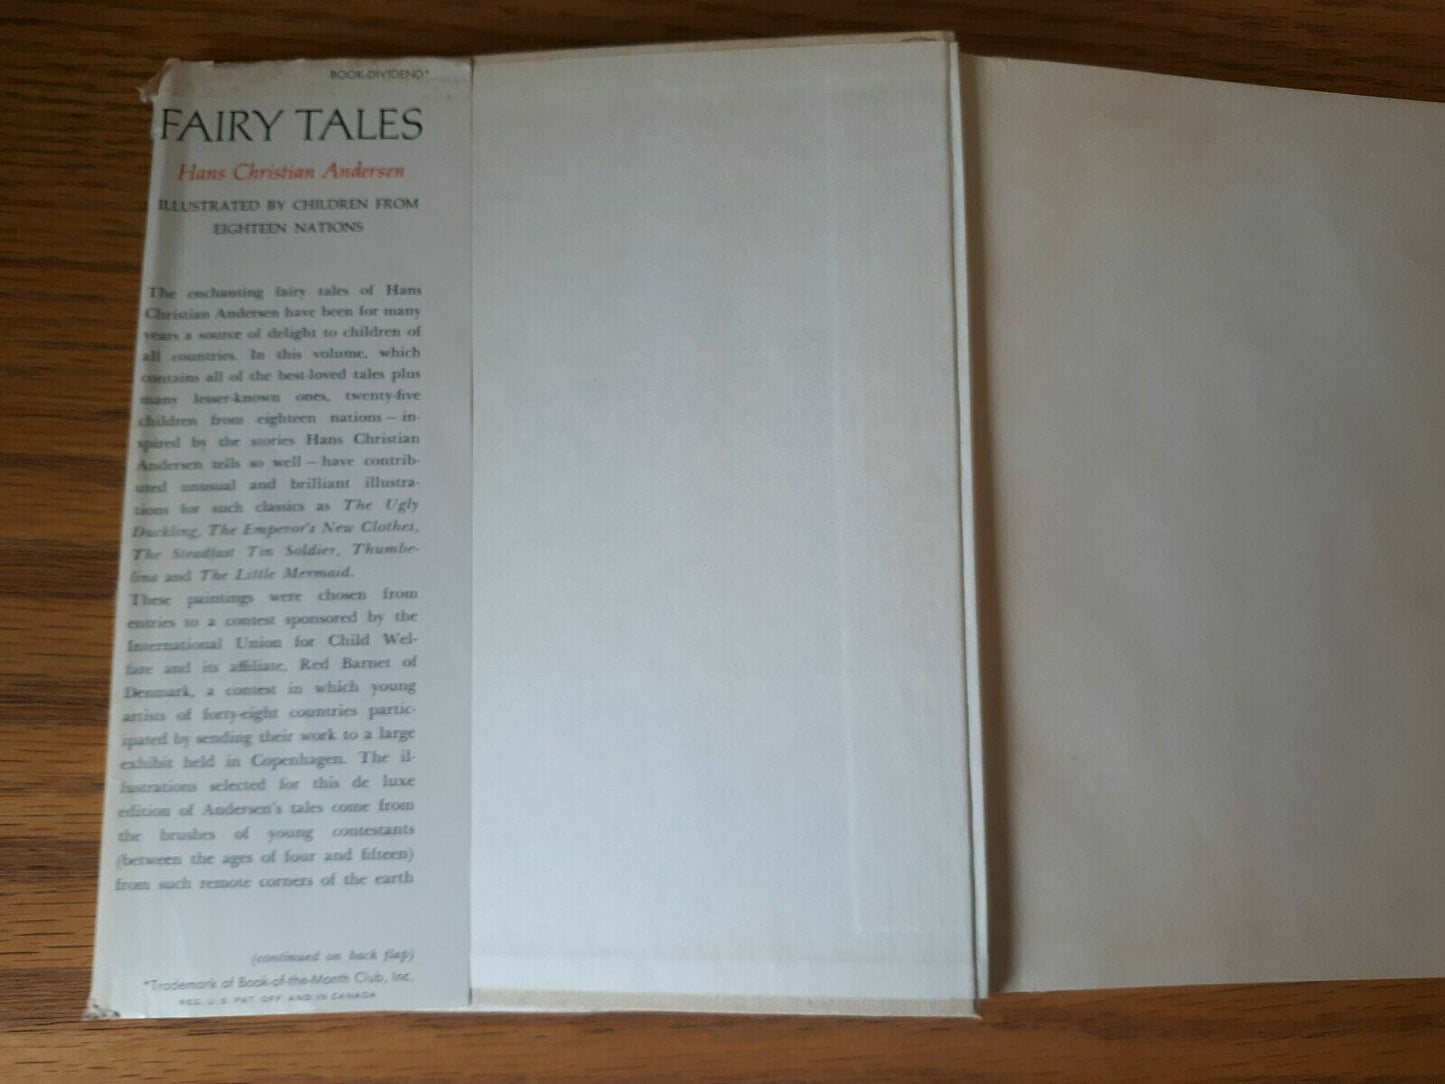 BOOK-DIVIDEND*
FAIRY TALES
Hans Christian Andersen
ILLUSTRATED BY CHILDREN FROM
EIGHTEEN NATIONS
The enchanting fairy tales of Hans
Christian Andersen have been for many
years a source of delight to children of
all countries. In this volume, which
contains all of the best-loved tales plus
many lesser-known ones, twenty-five
children from eighteen nations – in-
spired by the stories Hans Christian
Andersen tells so well – have contrib-
uted unusual and brilliant illustra-
tions for such classics as The Ugly
Duckling, The Emperor's New Clothes,
The Steadfast Tin Soldier, Thumbe-
lina and The Little Mermaid.
These paintings were chosen from
entries to a contest sponsored by the
International Union for Child Wel-
fare and its affiliate, Red Barnet of
Denmark, a contest in which young
artists of forty-eight countries partic-
ipated by sending their work to a large
exhibit held in Copenhagen. The il-
lustrations selected for this de luxe
edition of Andersen's tales come from
the brushes of young contestants
(between the ages of four and fifteen)
from such remote corners of the earth
(continued on back flap)
*Trademark of Book-of-the-Month Club, Inc.
REG. U. S. PAT. OFF. AND IN CANADA